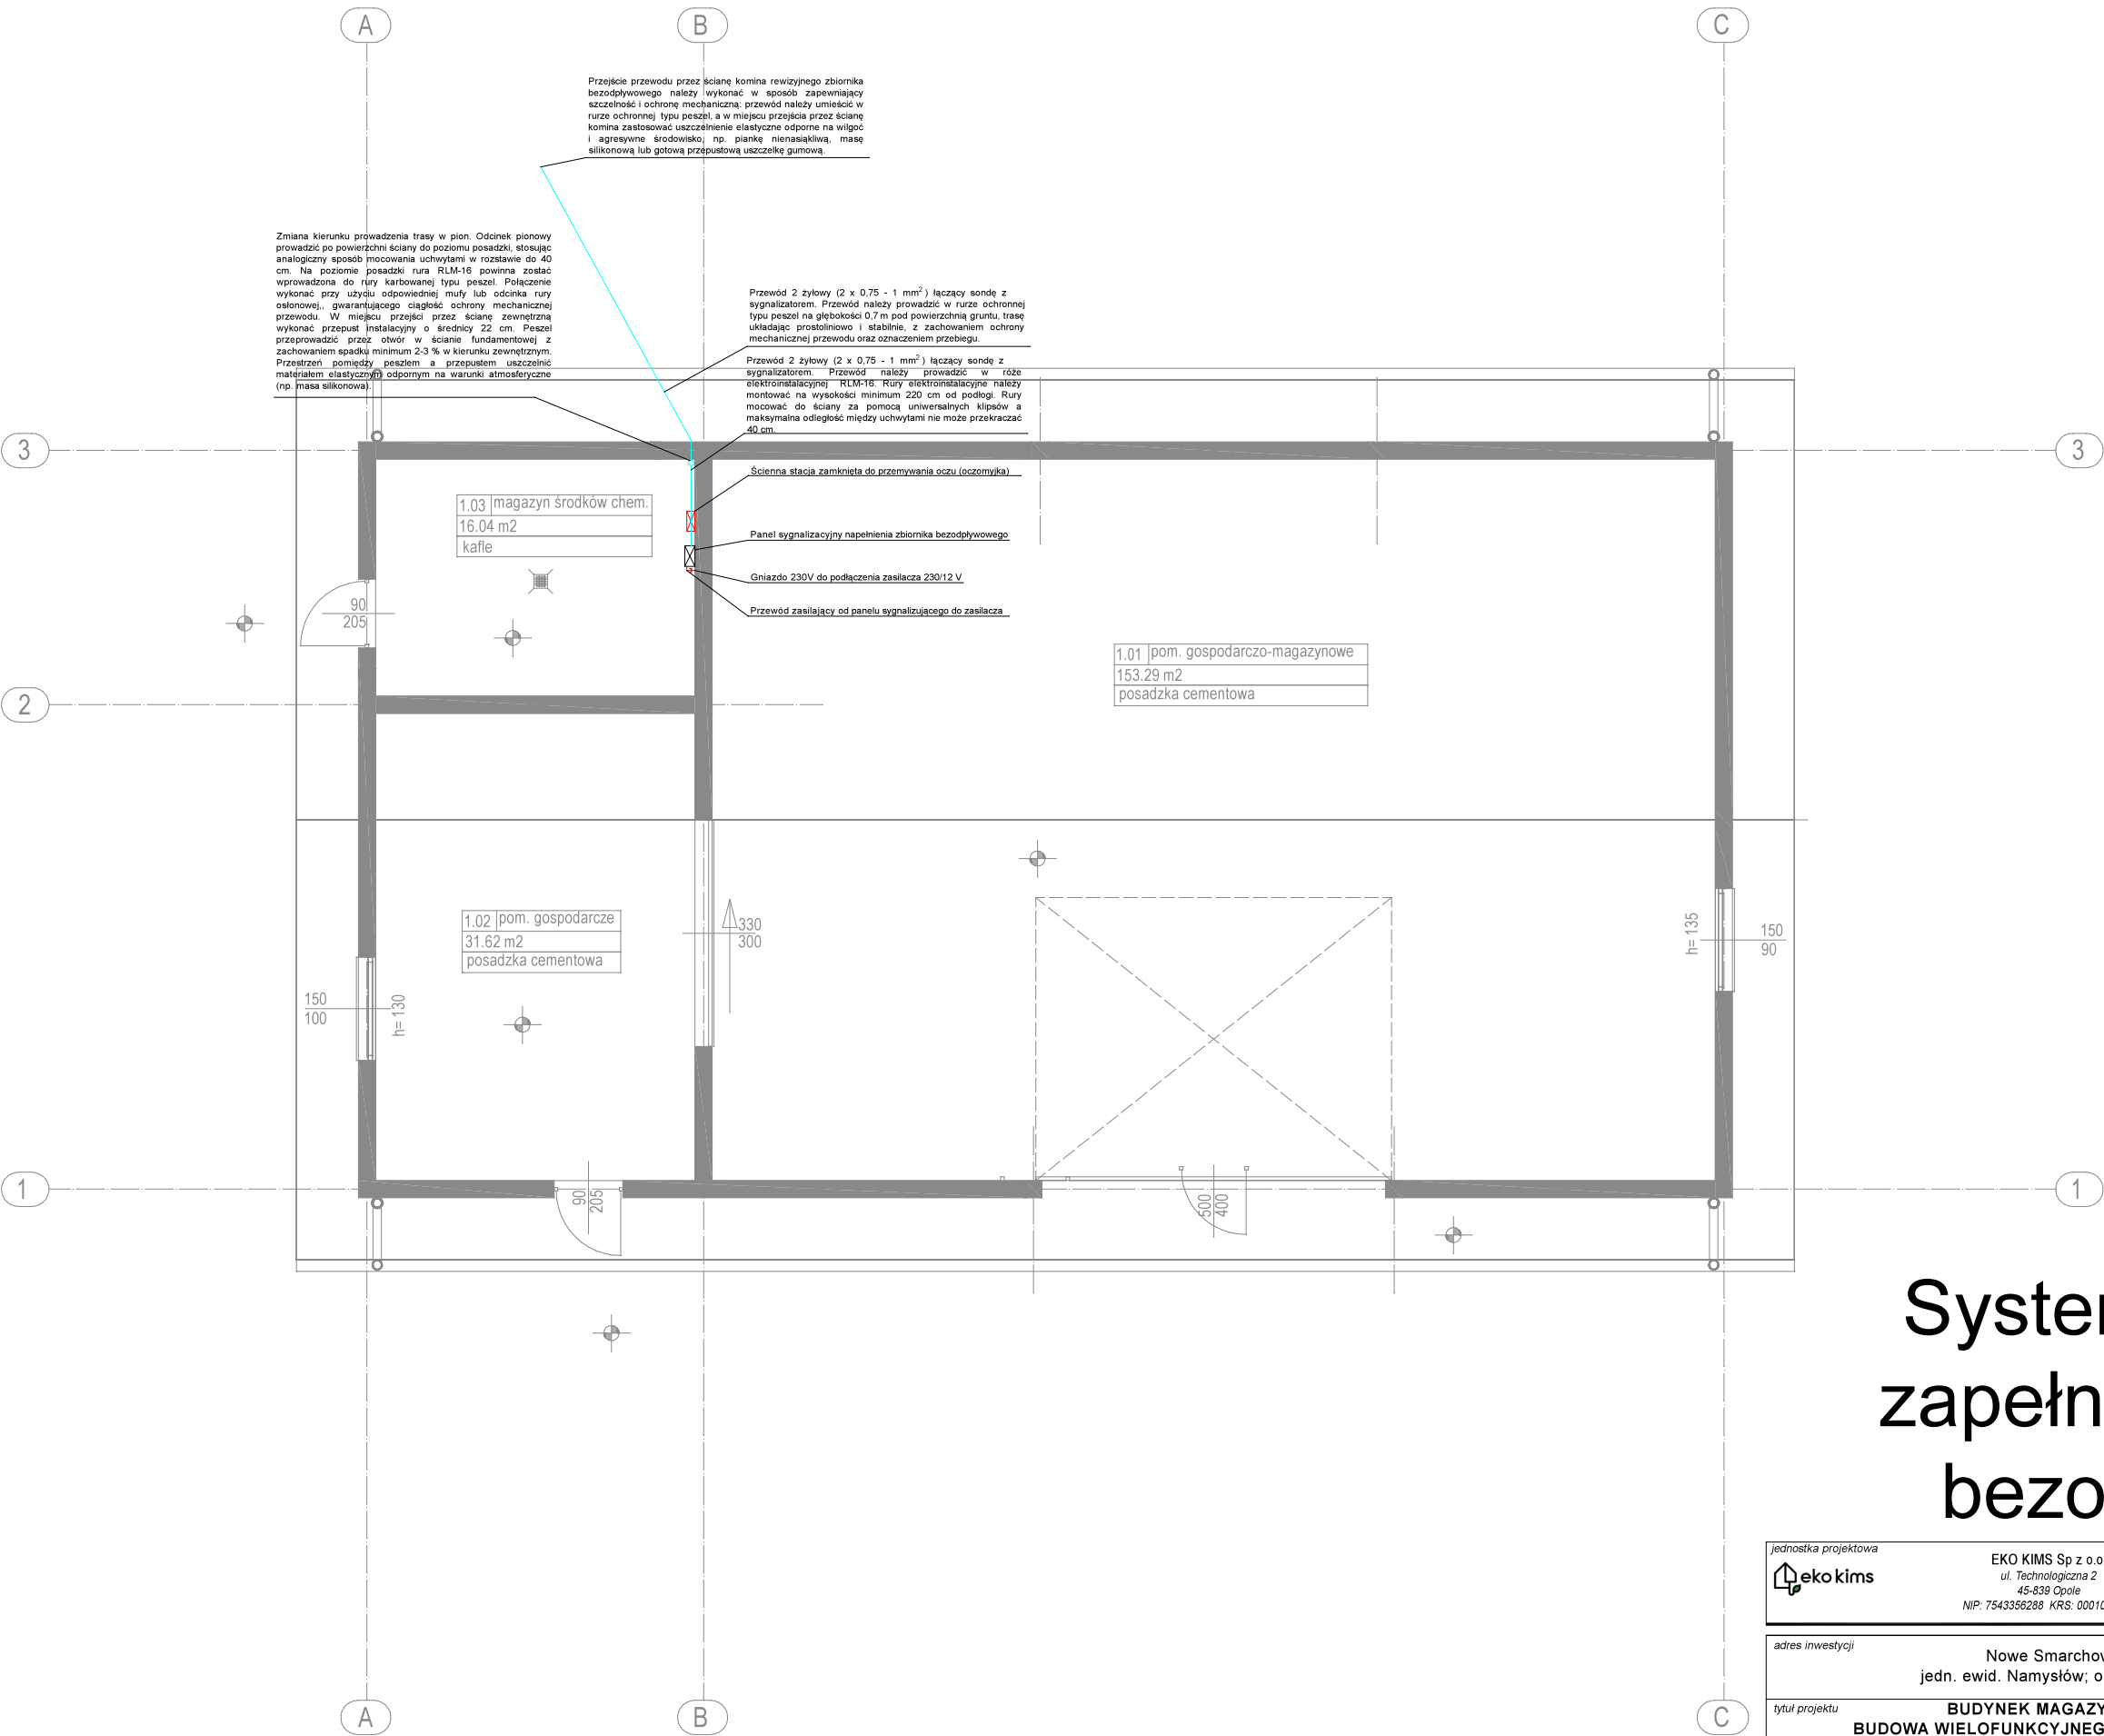 A
B
C
Przejście przewodu przez ścianę komina rewizyjnego zbiornika
bezodpływowego należy wykonać w sposób zapewniający
szczelność i ochronę mechaniczną: przewód należy umieścić w
rurze ochronnej typu peszel, a w miejscu przejścia przez ścianę
komina zastosować uszczelnienie elastyczne odporne na wilgoć
i agresywne środowisko, np. piankę nienasiąkliwą, masę
silikonową lub gotową przepustową uszczelkę gumową.
Zmiana kierunku prowadzenia trasy w pion. Odcinek pionowy
prowadzić po powierzchni ściany do poziomu posadzki, stosując
analogiczny sposób mocowania uchwytami w rozstawie do 40
cm. Na poziomie posadzki rura RLM-16 powinna zostać
wprowadzona do rury karbowanej typu peszel. Połączenie
wykonać przy użyciu odpowiedniej mufy lub odcinka rury
osłonowej,, gwarantującego ciągłość ochrony mechanicznej
przewodu. W miejscu przejści przez ścianę zewnętrzną
wykonać przepust instalacyjny o średnicy 22 cm. Peszel
przeprowadzić przez otwór w ścianie fundamentowej z
zachowaniem spadku minimum 2-3 % w kierunku zewnętrznym.
Przestrzeń pomiędzy peszlem a przepustem uszczelnić
materiałem elastycznym odpornym na warunki atmosferyczne
(np. masa silikonowa).
Przewód 2 żyłowy (2 x 0,75 - 1 mm²) łączący sondę z
sygnalizatorem. Przewód należy prowadzić w rurze ochronnej
typu peszel na głębokości 0,7 m pod powierzchnią gruntu, trasę
układając prostoliniowo i stabilnie, z zachowaniem ochrony
mechanicznej przewodu oraz oznaczeniem przebiegu.
Przewód 2 żyłowy (2 x 0,75 - 1 mm²) łączący sondę z
sygnalizatorem. Przewód należy prowadzić w róże
elektroinstalacyjnej RLM-16. Rury elektroinstalacyjne należy
montować na wysokości minimum 220 cm od podłogi. Rury
mocować do ściany za pomocą uniwersalnych klipsów a
maksymalna odległość między uchwytami nie może przekraczać
40 cm.
3
3
Ścienna stacja zamknięta do przemywania oczu (oczomyjka)
1.03 magazyn środków chem.
16.04 m2
kafle
Panel sygnalizacyjny napełnienia zbiornika bezodpływowego
Gniazdo 230V do podłączenia zasilacza 230/12 V
Przewód zasilający od panelu sygnalizującego do zasilacza
90
205
1.01 pom. gospodarczo-magazynowe
153.29 m2
posadzka cementowa
2
1.02 pom. gospodarcze
31.62 m2
posadzka cementowa
330
300
h= 135
150
90
150
100
h= 130
1
90
205
500
400
1
System
zapełn
bezo
jednostka projektowa
eko kims
EKO KIMS Sp z o.o
ul. Technologiczna 2
45-839 Opole
NIP: 7543356288 KRS: 00010
adres inwestycji
Nowe Smarchow
jedn. ewid. Namysłów; o
tytuł projektu
BUDYNEK MAGAZY
BUDOWA WIELOFUNKCYJNEG
A
B
C